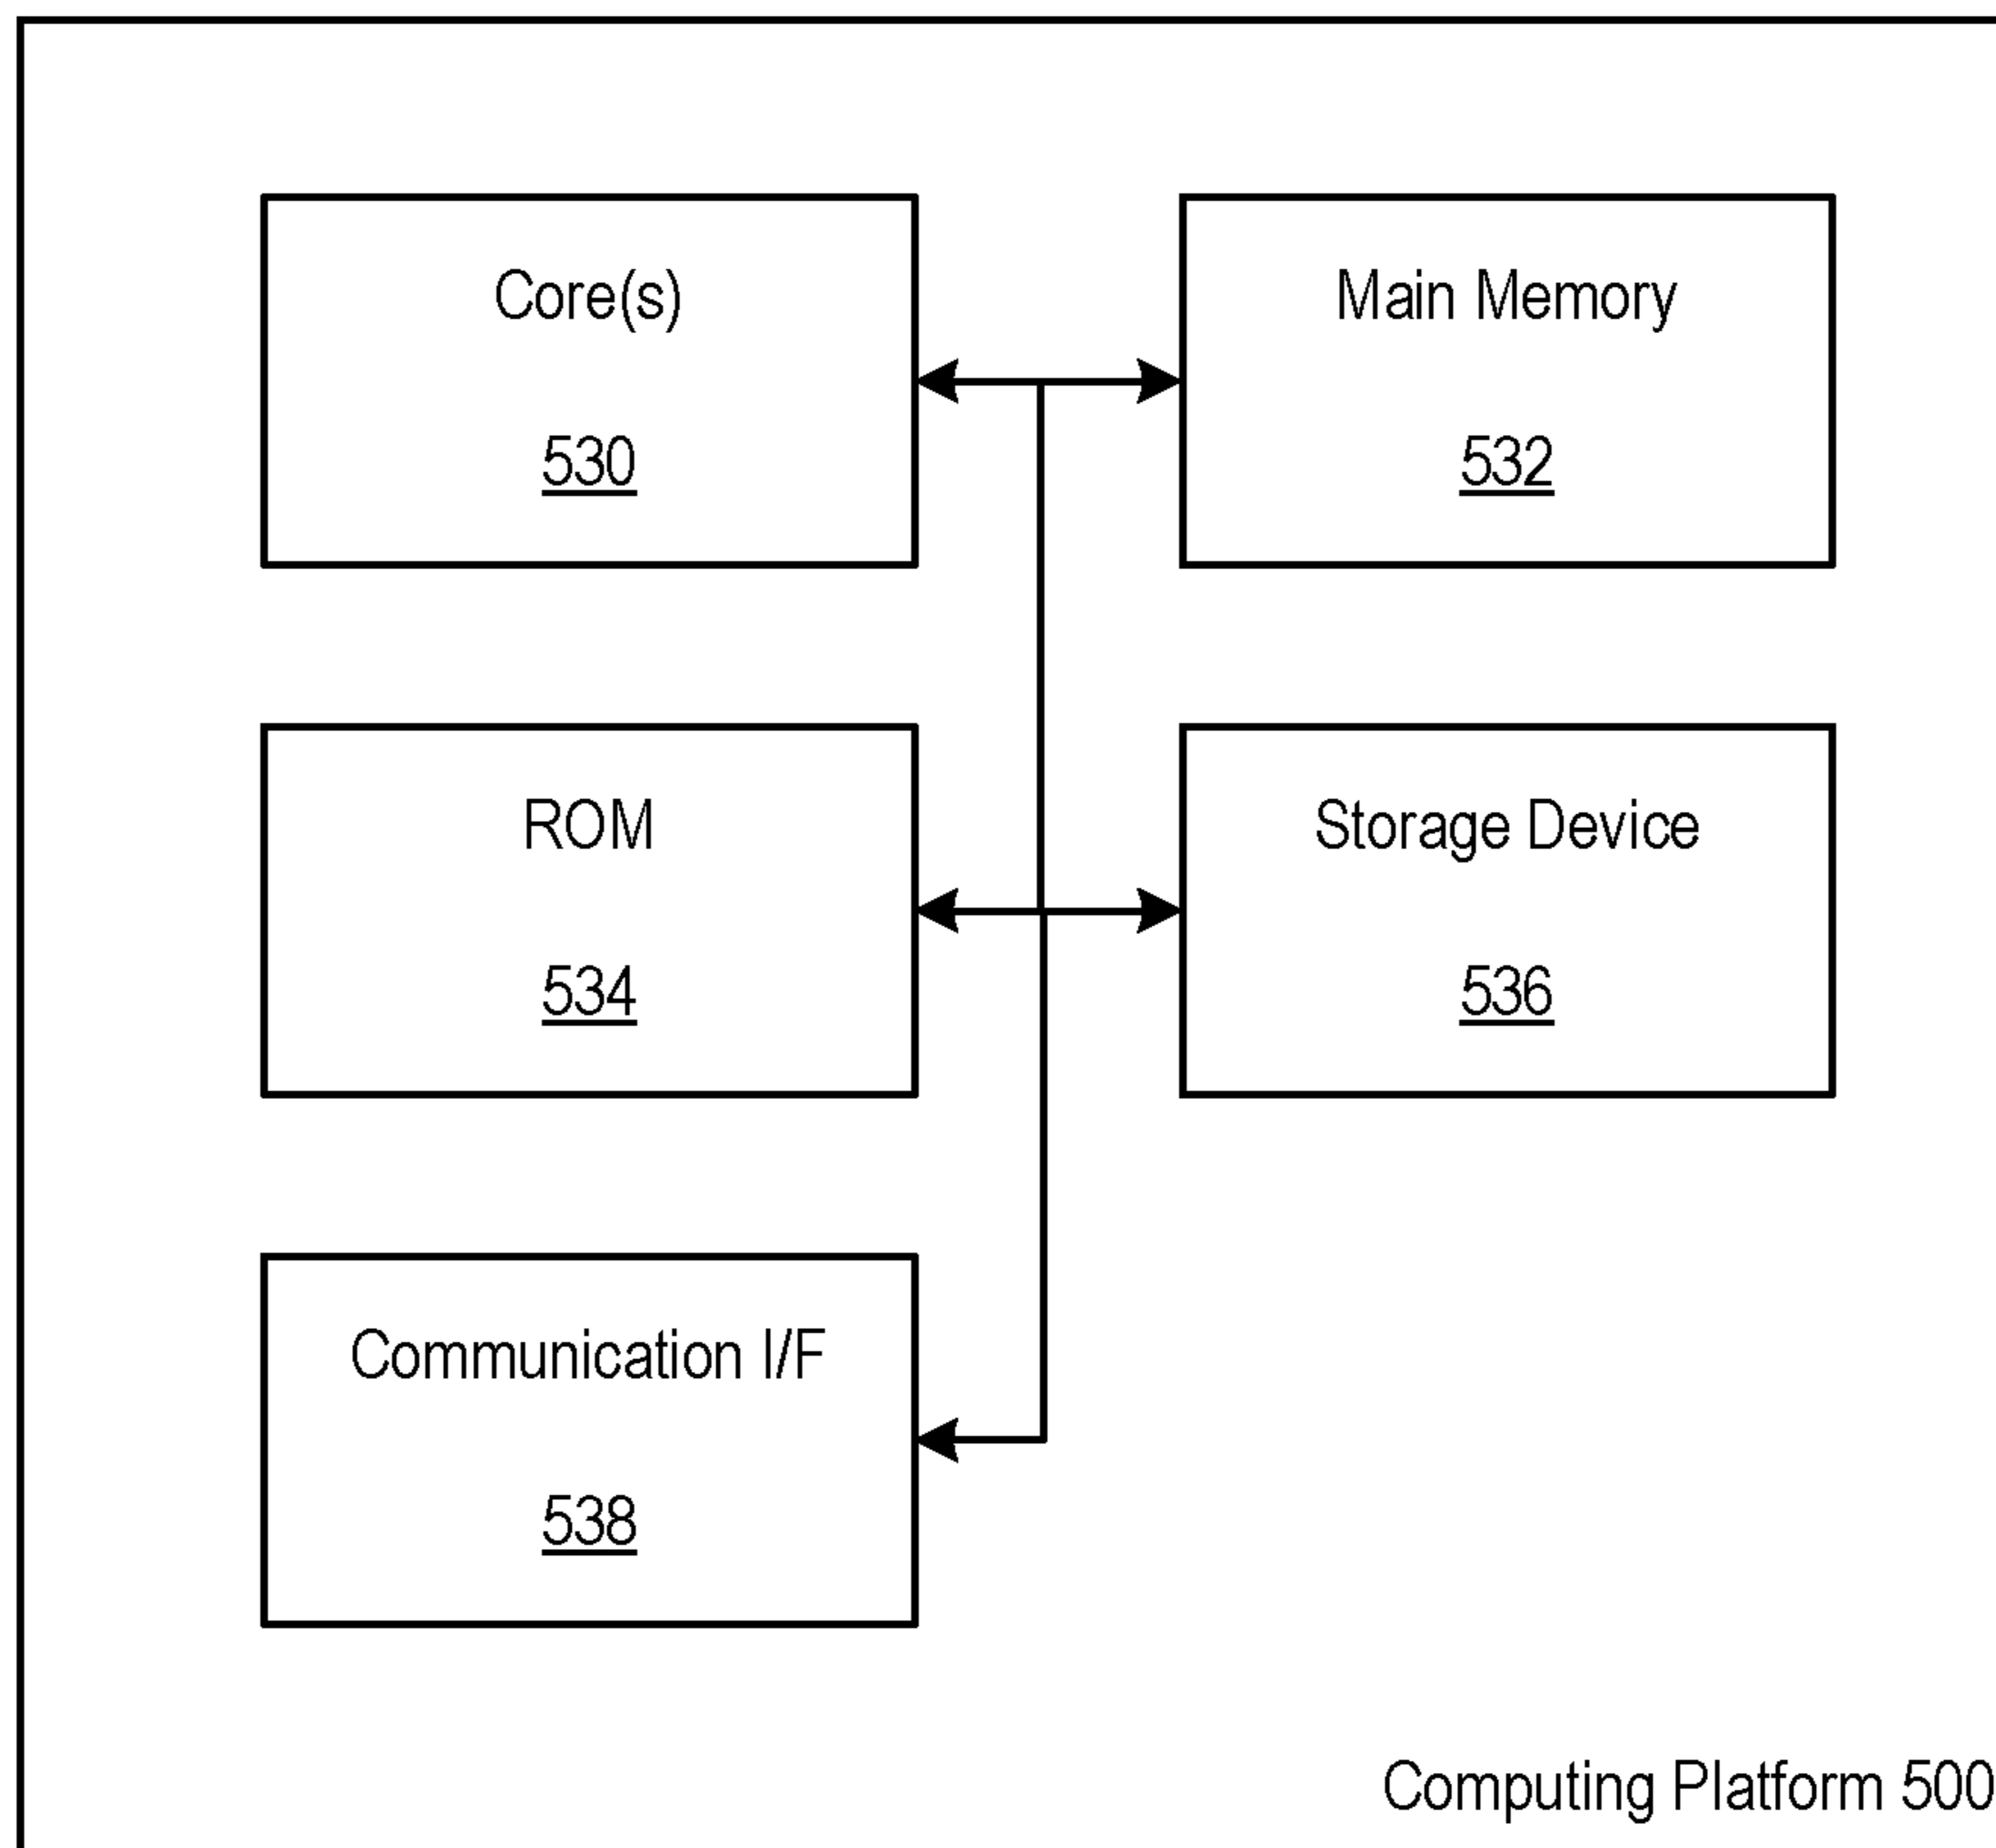 Core(s)
530
Main Memory
532
ROM
534
Storage Device
536
Communication I/F
538
Computing Platform 500